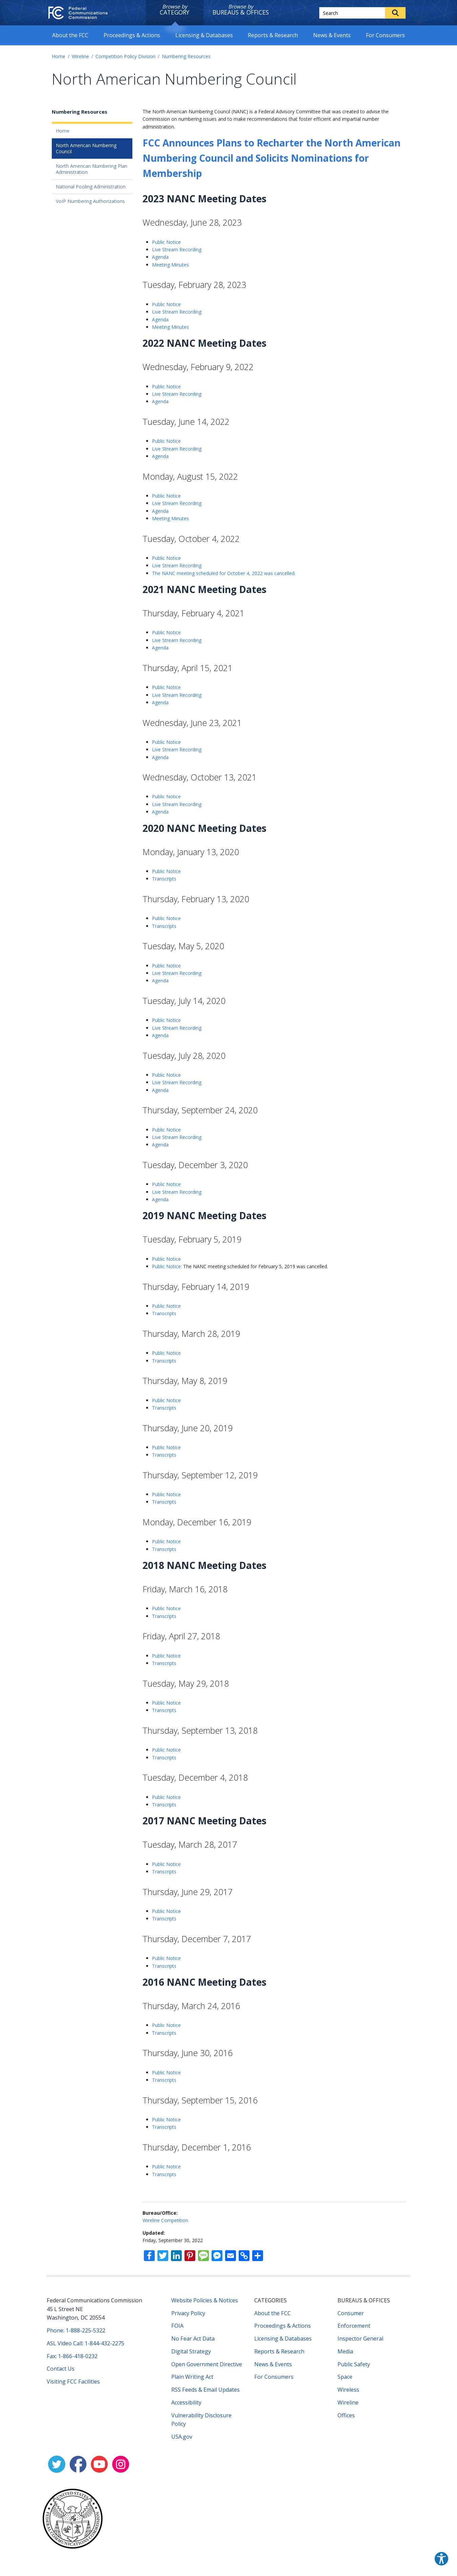 FCC Federal
Communications
Commission
Browse by
CATEGORY
Browse by
BUREAUS & OFFICES
Search
About the FCC
Proceedings & Actions
Licensing & Databases
Reports & Research
News & Events
For Consumers
Home / Wireline / Competition Policy Division / Numbering Resources
North American Numbering Council
Numbering Resources
Home
North American Numbering
Council
North American Numbering Plan
Administration
National Pooling Administration
VoIP Numbering Authorizations
The North American Numbering Council (NANC) is a Federal Advisory Committee that was created to advise the
Commission on numbering issues and to make recommendations that foster efficient and impartial number
administration.
FCC Announces Plans to Recharter the North American
Numbering Council and Solicits Nominations for
Membership
2023 NANC Meeting Dates
Wednesday, June 28, 2023
Public Notice
Live Stream Recording
Agenda
Meeting Minutes
Tuesday, February 28, 2023
Public Notice
Live Stream Recording
Agenda
Meeting Minutes
2022 NANC Meeting Dates
Wednesday, February 9, 2022
Public Notice
Live Stream Recording
Agenda
Tuesday, June 14, 2022
Public Notice
Live Stream Recording
Agenda
Monday, August 15, 2022
Public Notice
Live Stream Recording
Agenda
Meeting Minutes
Tuesday, October 4, 2022
Public Notice
Live Stream Recording
The NANC meeting scheduled for October 4, 2022 was cancelled.
2021 NANC Meeting Dates
Thursday, February 4, 2021
Public Notice
Live Stream Recording
Agenda
Thursday, April 15, 2021
Public Notice
Live Stream Recording
Agenda
Wednesday, June 23, 2021
Public Notice
Live Stream Recording
Agenda
Wednesday, October 13, 2021
Public Notice
Live Stream Recording
Agenda
2020 NANC Meeting Dates
Monday, January 13, 2020
Public Notice
Transcripts
Thursday, February 13, 2020
Public Notice
Transcripts
Tuesday, May 5, 2020
Public Notice
Live Stream Recording
Agenda
Tuesday, July 14, 2020
Public Notice
Live Stream Recording
Agenda
Tuesday, July 28, 2020
Public Notice
Live Stream Recording
Agenda
Thursday, September 24, 2020
Public Notice
Live Stream Recording
Agenda
Tuesday, December 3, 2020
Public Notice
Live Stream Recording
Agenda
2019 NANC Meeting Dates
Tuesday, February 5, 2019
Public Notice
Public Notice: The NANC meeting scheduled for February 5, 2019 was cancelled.
Thursday, February 14, 2019
Public Notice
Transcripts
Thursday, March 28, 2019
Public Notice
Transcripts
Thursday, May 8, 2019
Public Notice
Transcripts
Thursday, June 20, 2019
Public Notice
Transcripts
Thursday, September 12, 2019
Public Notice
Transcripts
Monday, December 16, 2019
Public Notice
Transcripts
2018 NANC Meeting Dates
Friday, March 16, 2018
Public Notice
Transcripts
Friday, April 27, 2018
Public Notice
Transcripts
Tuesday, May 29, 2018
Public Notice
Transcripts
Thursday, September 13, 2018
Public Notice
Transcripts
Tuesday, December 4, 2018
Public Notice
Transcripts
2017 NANC Meeting Dates
Tuesday, March 28, 2017
Public Notice
Transcripts
Thursday, June 29, 2017
Public Notice
Transcripts
Thursday, December 7, 2017
Public Notice
Transcripts
2016 NANC Meeting Dates
Thursday, March 24, 2016
Public Notice
Transcripts
Thursday, June 30, 2016
Public Notice
Transcripts
Thursday, September 15, 2016
Public Notice
Transcripts
Thursday, December 1, 2016
Public Notice
Transcripts
Bureau/Office:
Wireline Competition
Updated:
Friday, September 30, 2022
Federal Communications Commission
45 L Street NE
Washington, DC 20554
Phone: 1-888-225-5322
ASL Video Call: 1-844-432-2275
Fax: 1-866-418-0232
Contact Us
Visiting FCC Facilities
Website Policies & Notices
Privacy Policy
FOIA
No Fear Act Data
Digital Strategy
Open Government Directive
Plain Writing Act
RSS Feeds & Email Updates
Accessibility
Vulnerability Disclosure
Policy
USA.gov
CATEGORIES
About the FCC
Proceedings & Actions
Licensing & Databases
Reports & Research
News & Events
For Consumers
BUREAUS & OFFICES
Consumer
Enforcement
Inspector General
Media
Public Safety
Space
Wireless
Wireline
Offices